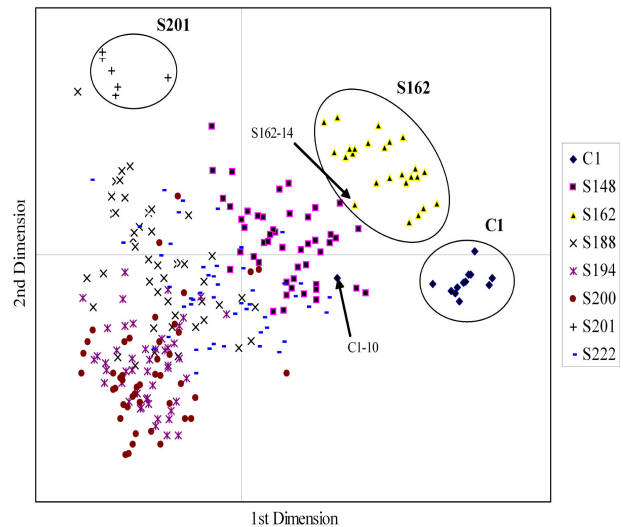 S201
S162
S162-14
C1
C1-10
2nd Dimension
1st Dimension
C1
S148
S162
S188
S194
S200
S201
S222